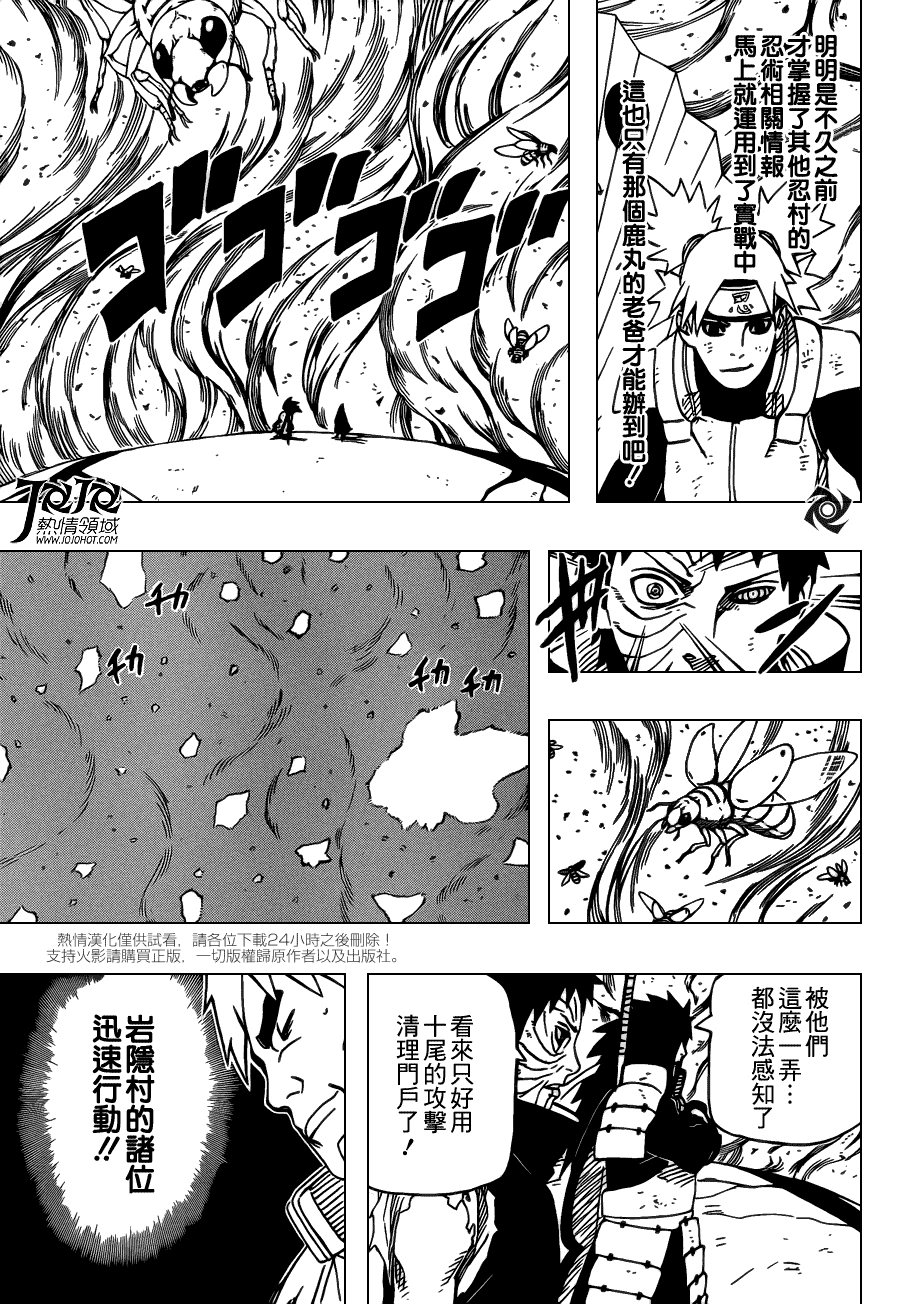 明明是不久之前
才掌握了其他忍村的
忍術相關情報
馬上就運用到了實戰中
這也只有那個鹿丸的老爸才能辦到吧！
忍
ゴゴゴゴ
JOJO
熱情領域
WWW.JOJOHOT.COM
チカ
チカ
チカ
チカ
熱情漢化僅供試看，請各位下載24小時之後刪除！
支持火影請購買正版，一切版權歸原作者以及出版社。
被他們
這麼一弄…
都沒法感知了
看來只好用
十尾的攻擊
清理門戶了！
岩隱村的諸位
迅速行動!!